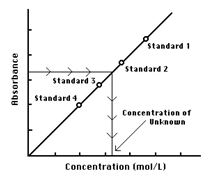 Standard 1
Standard 2
Standard 3
Standard 4
Concentration of
Unknown
Absorbance
Concentration (mol/L)